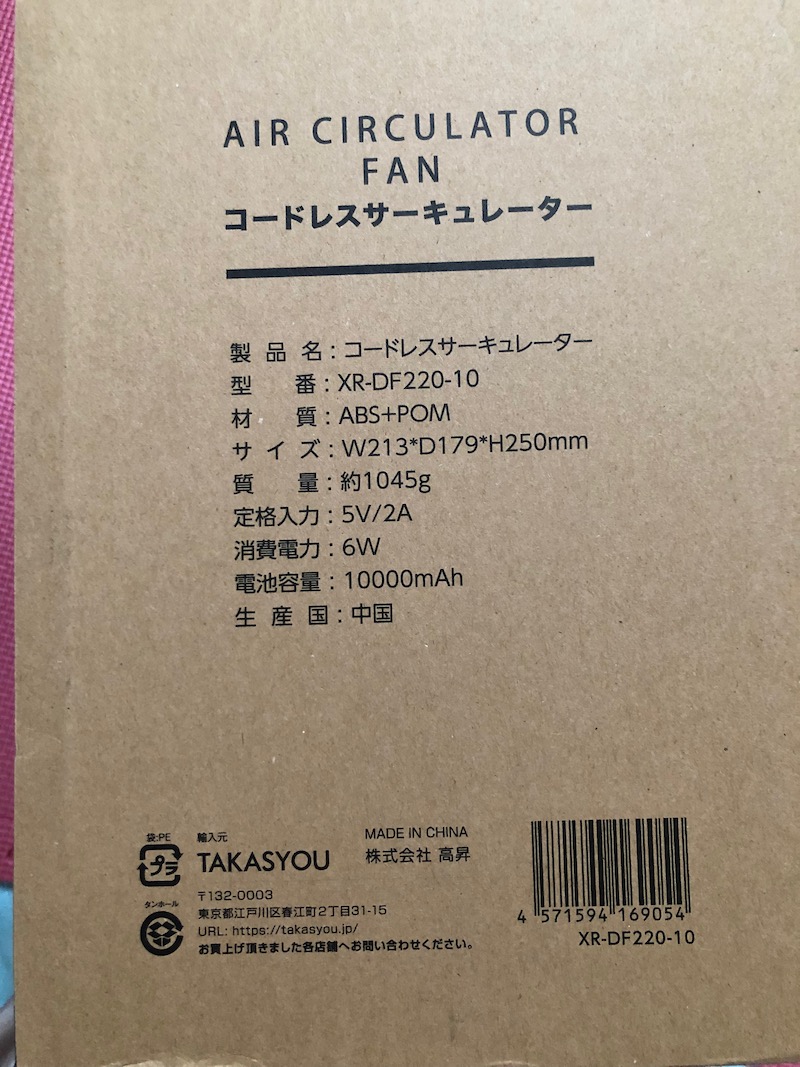 AIR CIRCULATOR
FAN
コードレスサーキュレーター
製品名：コードレスサーキュレーター
型番：XR-DF220-10
材質：ABS+POM
サイズ：W213*D179*H250mm
質量：約1045g
定格入力：5V/2A
消費電力：6W
電池容量：10000mAh
生産国：中国
袋:PE
プラ
タンボール
輸入元
TAKASYOU
MADE IN CHINA
株式会社 高昇
〒132-0003
東京都江戸川区春江町2丁目31-15
URL: https://takasyou.jp/
お買上げ頂きました各店舗へお問い合わせください。
4 571594 169054
XR-DF220-10